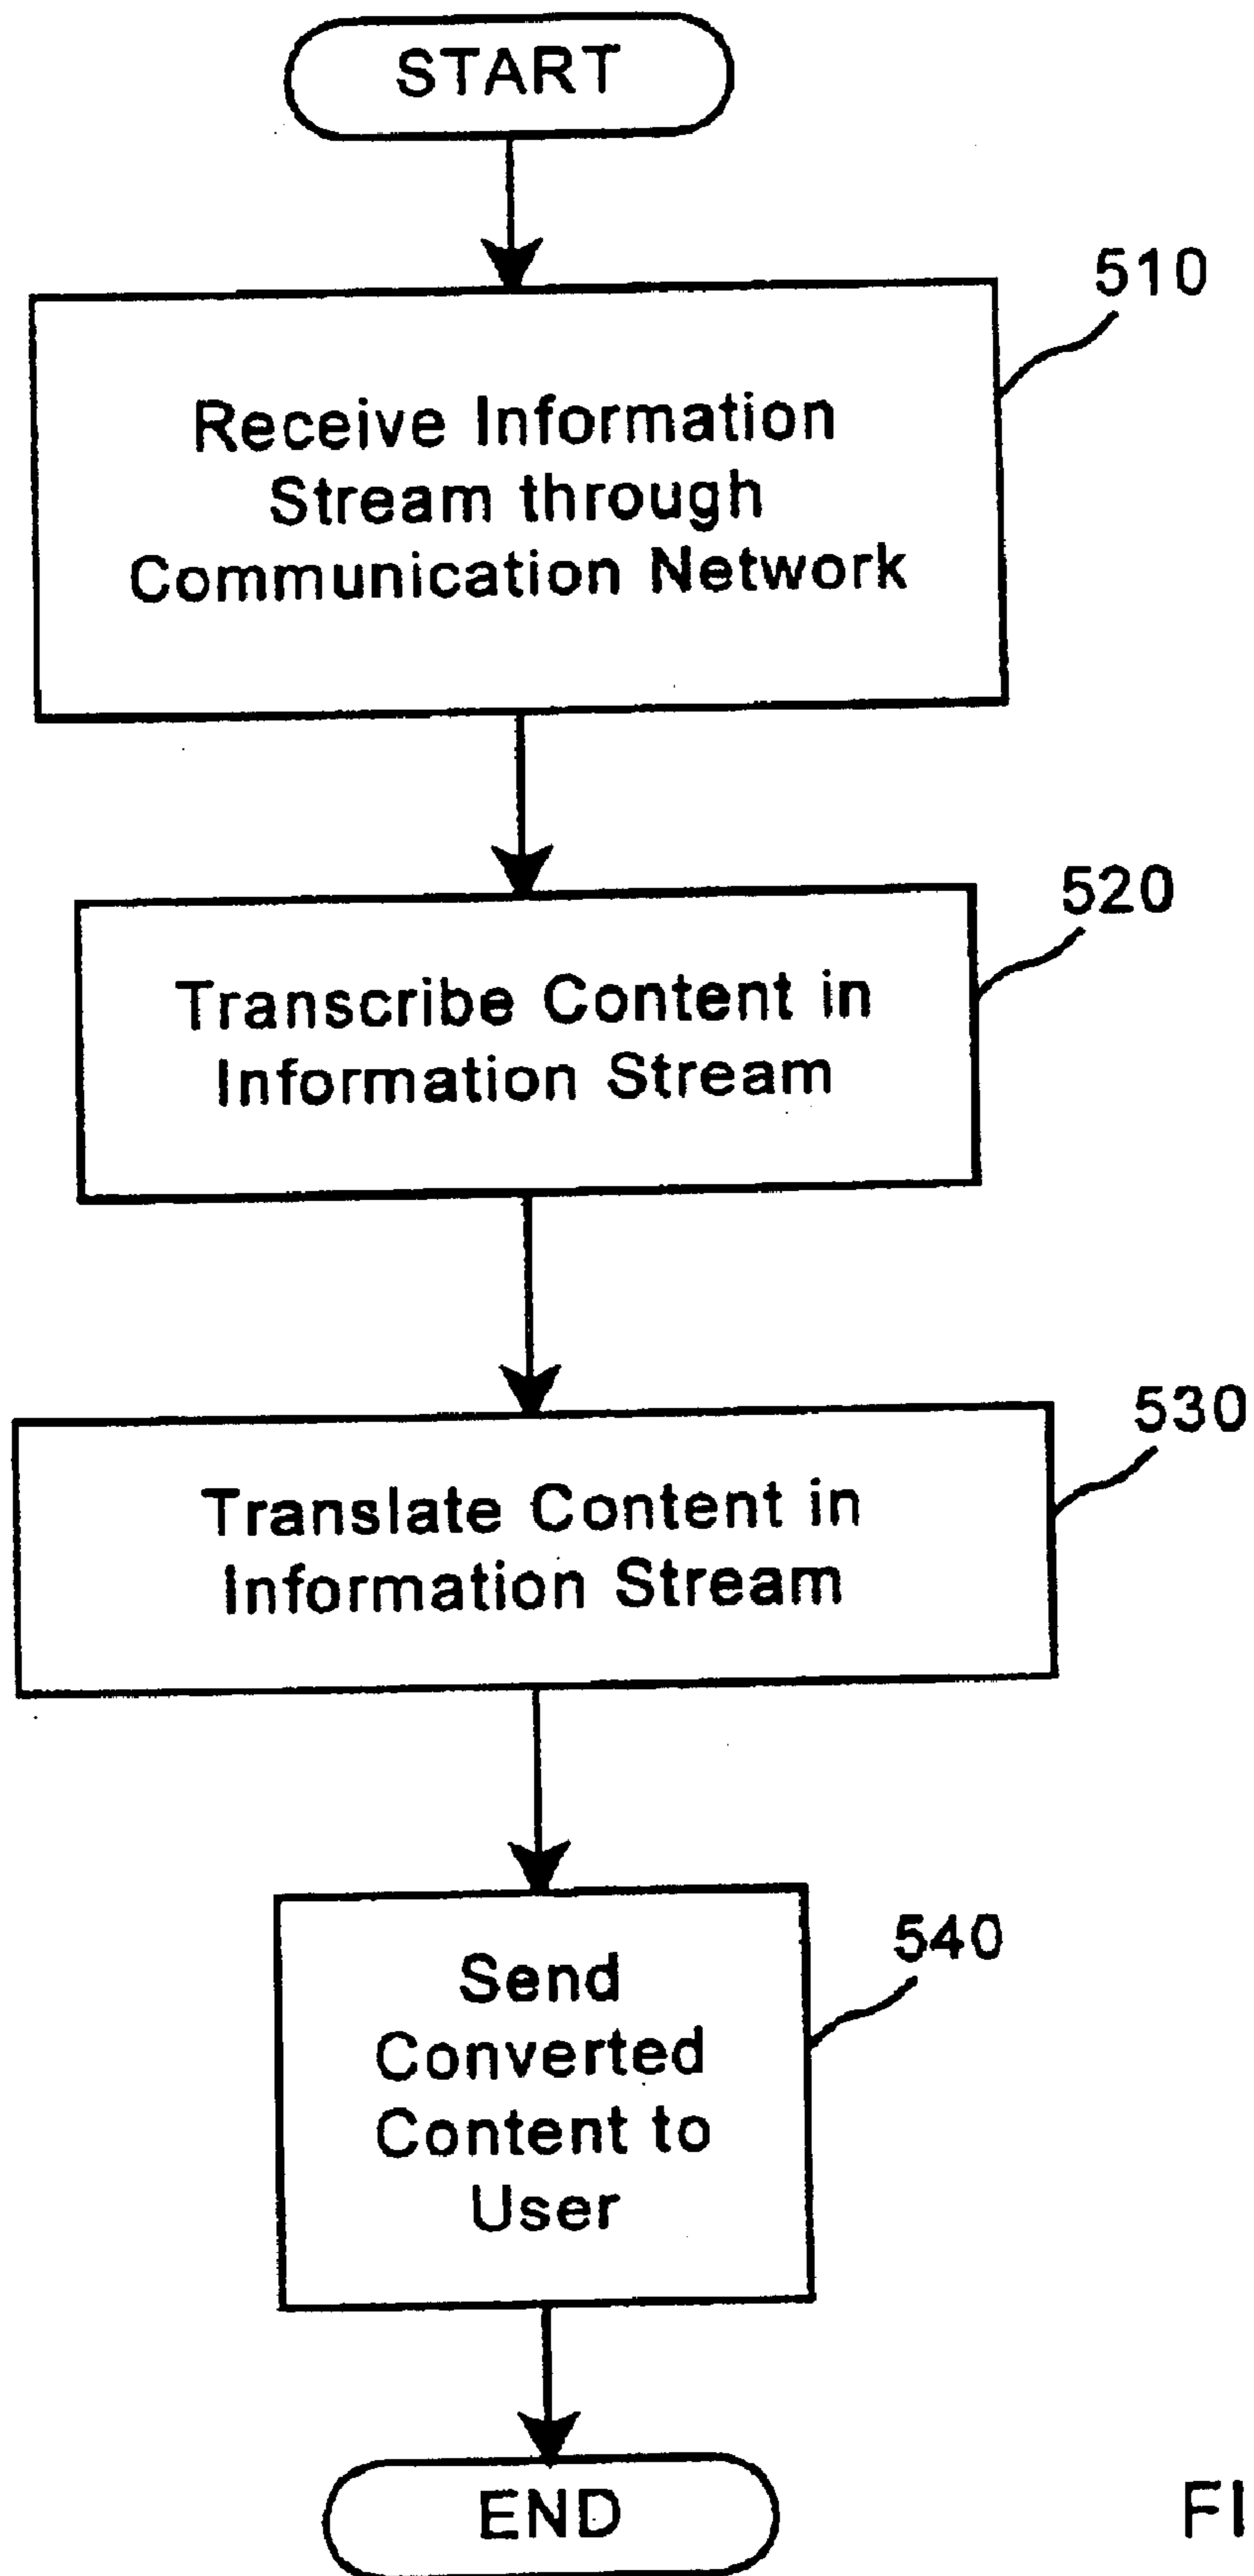 START
510
Receive Information
Stream through
Communication Network
520
Transcribe Content in
Information Stream
530
Translate Content in
Information Stream
540
Send
Converted
Content to
User
END
FI